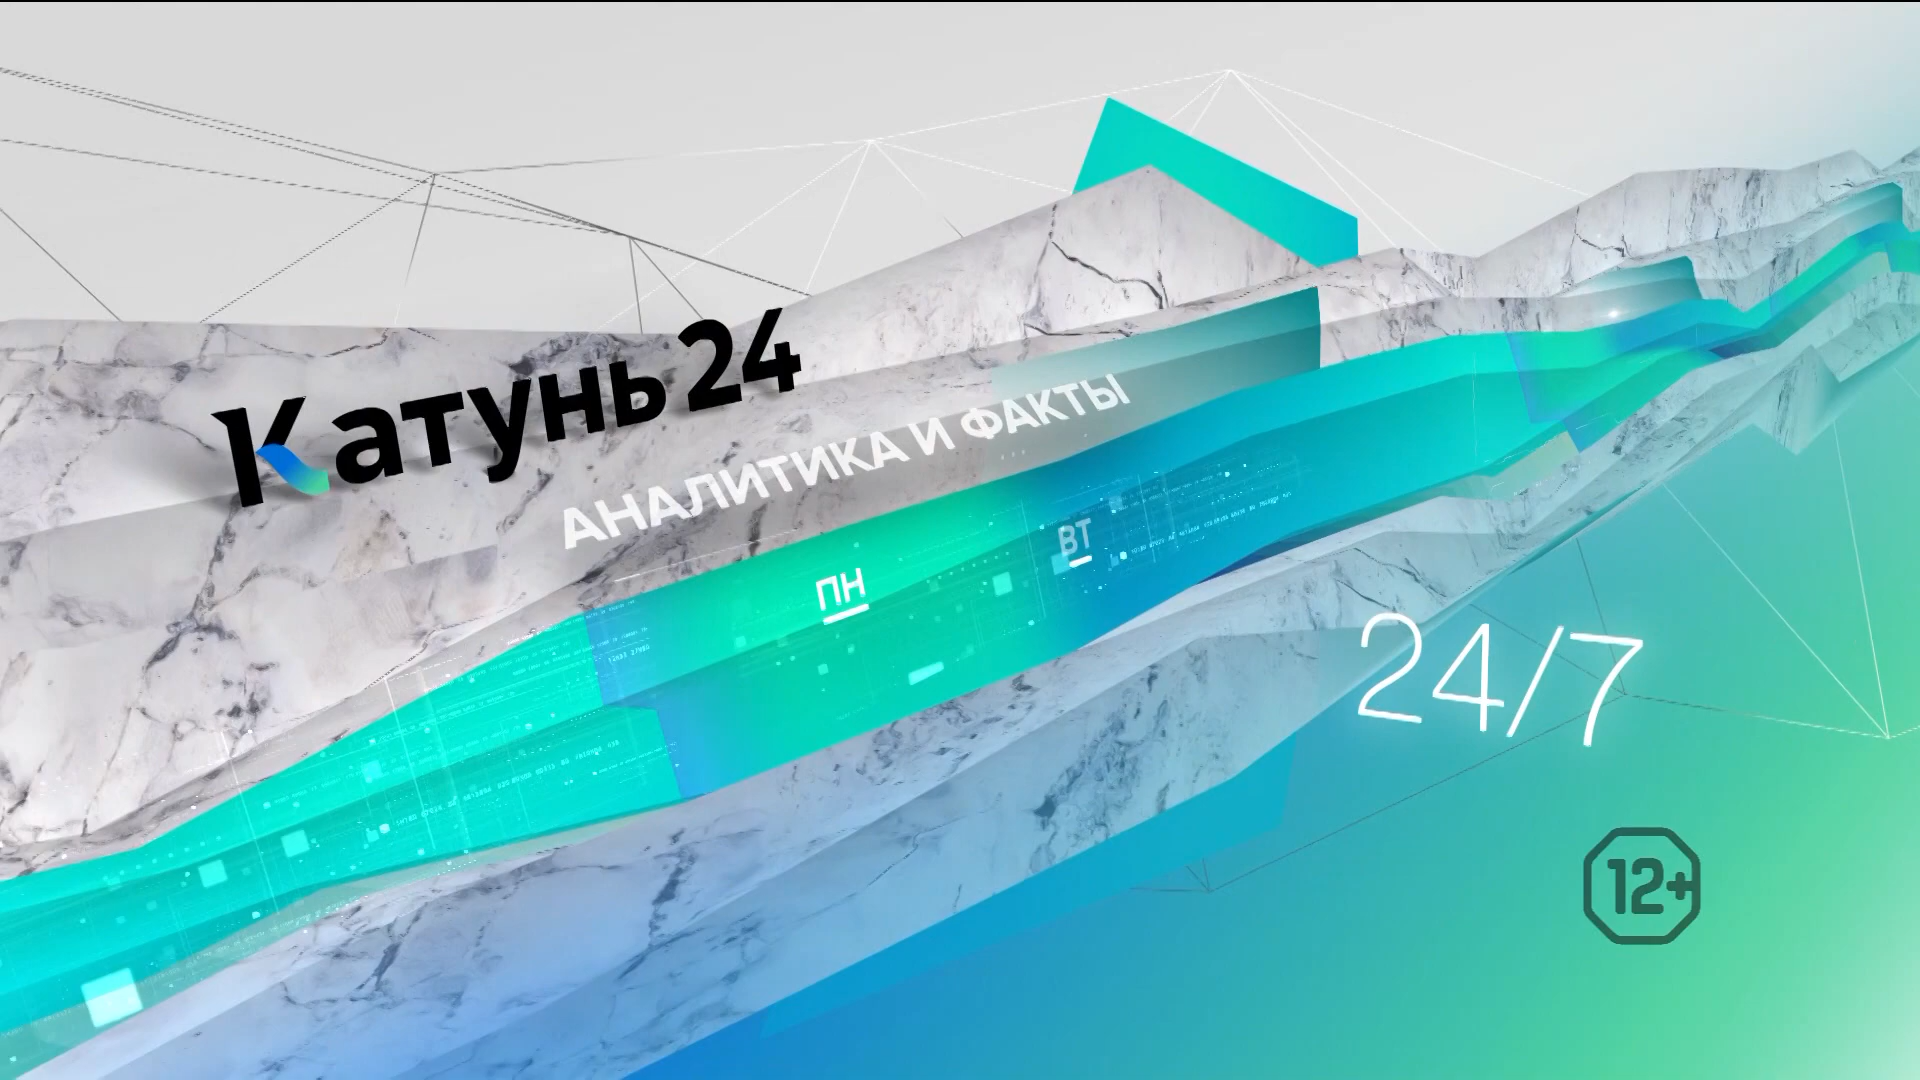 Катунь 24
АНАЛИТИКА И ФАКТЫ
ПН
ВТ
24/7
12+